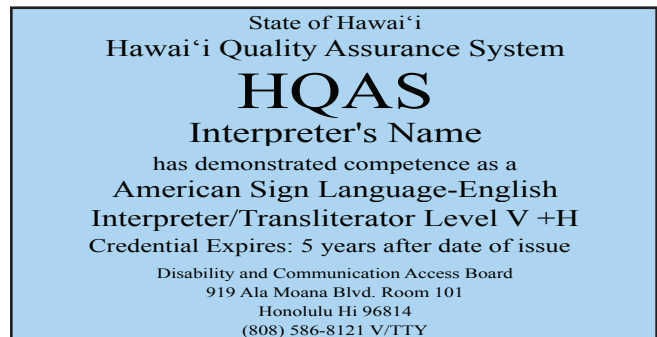 State of Hawaiʻi
Hawaiʻi Quality Assurance System
HQAS
Interpreter's Name
has demonstrated competence as a
American Sign Language-English
Interpreter/Transliterator Level V +H
Credential Expires: 5 years after date of issue
Disability and Communication Access Board
919 Ala Moana Blvd. Room 101
Honolulu Hi 96814
(808) 586-8121 V/TTY